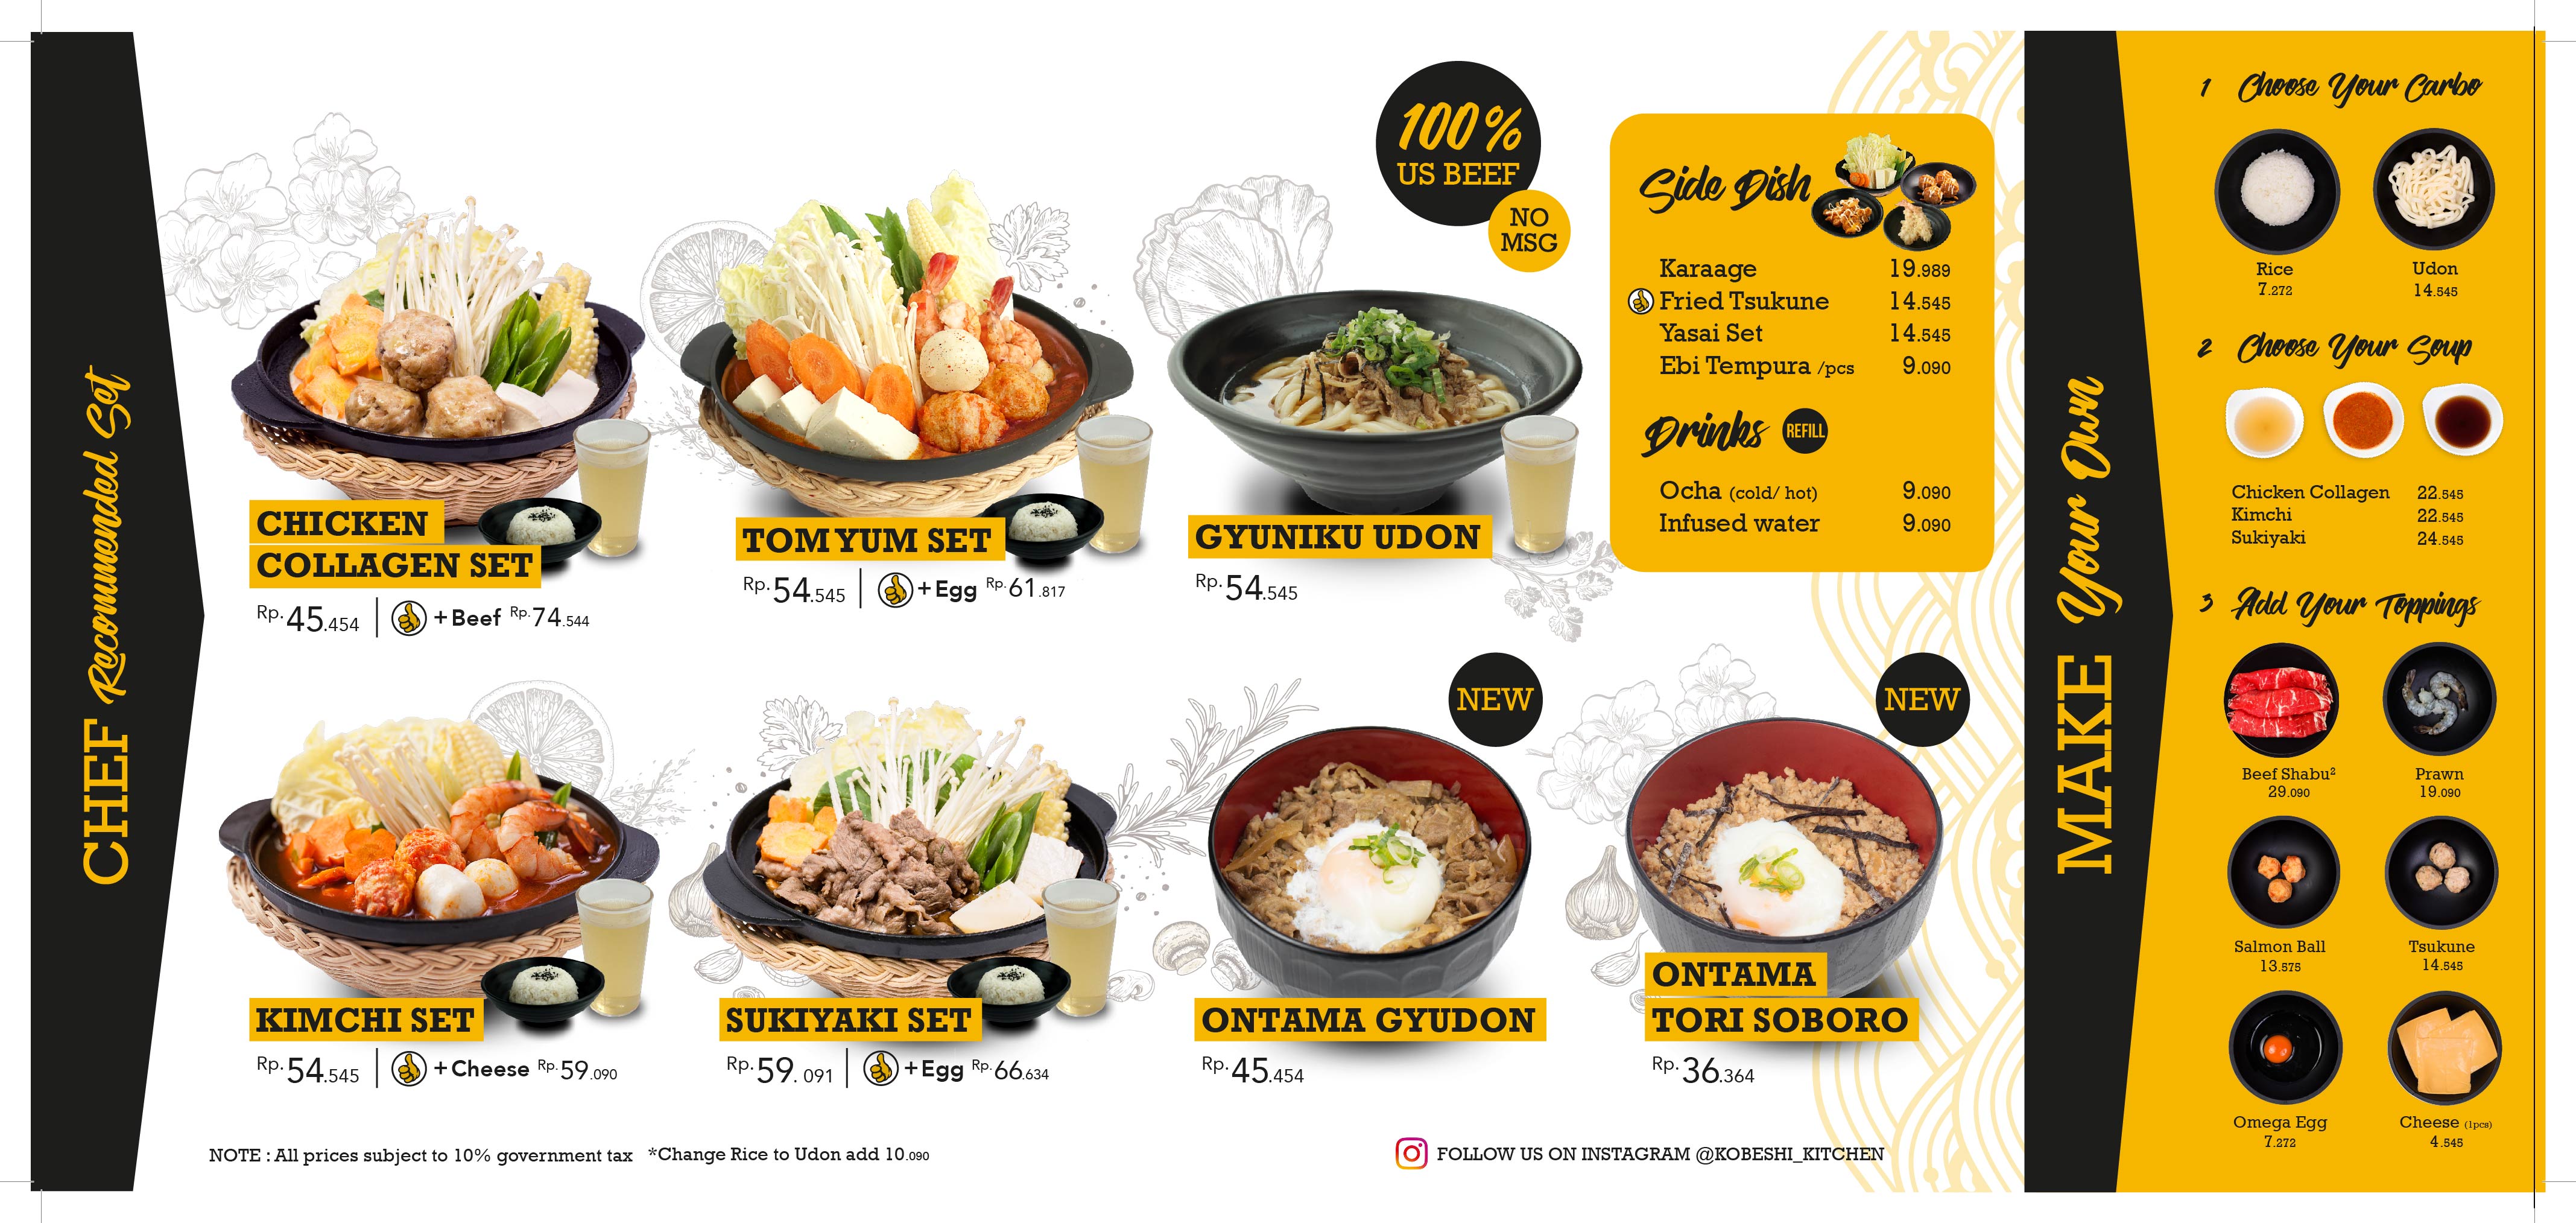 CHEF Recommended Set
CHICKEN
COLLAGEN SET
Rp.45.454 | +Beef Rp.74.544
TOM YUM SET
Rp.54.545 | +Egg Rp.61.817
GYUNIKU UDON
Rp.54.545
100%
US BEEF
NO
MSG
KIMCHI SET
Rp.54.545 | +Cheese Rp.59.090
SUKIYAKI SET
Rp.59.091 | +Egg Rp.66.634
NEW
ONTAMA GYUDON
Rp.45.454
NEW
ONTAMA
TORI SOBORO
Rp.36.364
Side Dish
Karaage 19.989
Fried Tsukune 14.545
Yasai Set 14.545
Ebi Tempura /pcs 9.090
Drinks REFILL
Ocha (cold/ hot) 9.090
Infused water 9.090
NOTE : All prices subject to 10% government tax *Change Rice to Udon add 10.090
FOLLOW US ON INSTAGRAM @KOBESHI_KITCHEN
MAKE Your Own
1 Choose Your Carbo
Rice Udon
7.272 14.545
2 Choose Your Soup
Chicken Collagen 22.545
Kimchi 22.545
Sukiyaki 24.545
3 Add Your Toppings
Beef Shabu² Prawn
29.090 19.090
Salmon Ball Tsukune
13.575 14.545
Omega Egg Cheese (1pcs)
7.272 4.545